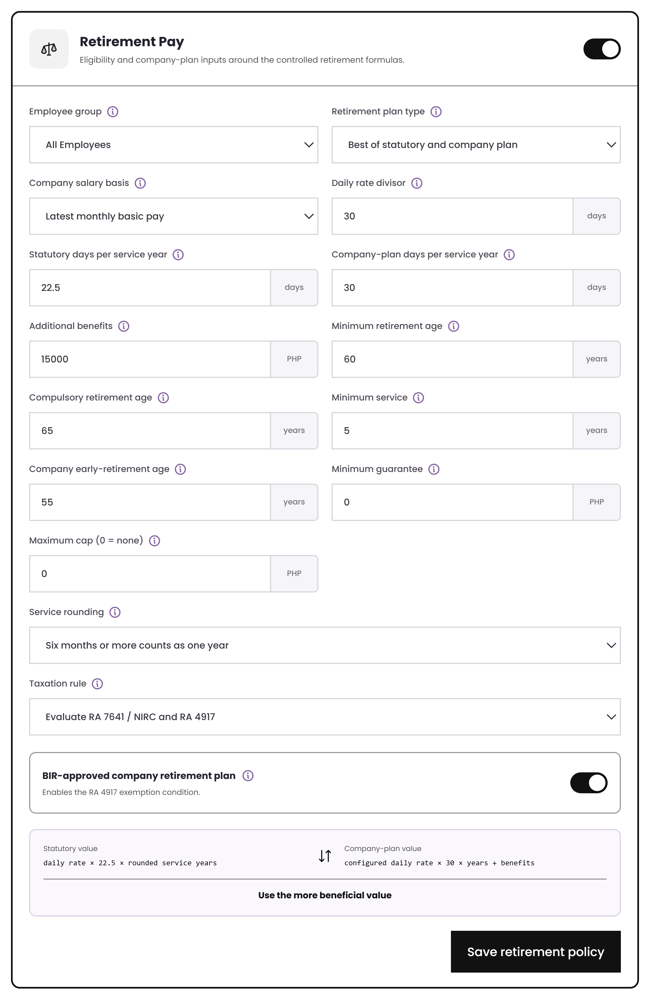 Retirement Pay
Eligibility and company-plan inputs around the controlled retirement formulas.
Employee group
Retirement plan type
All Employees
Best of statutory and company plan
Company salary basis
Daily rate divisor
Latest monthly basic pay
30 days
Statutory days per service year
Company-plan days per service year
22.5 days
30 days
Additional benefits
Minimum retirement age
15000 PHP
60 years
Compulsory retirement age
Minimum service
65 years
5 years
Company early-retirement age
Minimum guarantee
55 years
0 PHP
Maximum cap (0 = none)
0 PHP
Service rounding
Six months or more counts as one year
Taxation rule
Evaluate RA 7641 / NIRC and RA 4917
BIR-approved company retirement plan
Enables the RA 4917 exemption condition.
Statutory value
daily rate × 22.5 × rounded service years
Company-plan value
configured daily rate × 30 × years + benefits
Use the more beneficial value
Save retirement policy